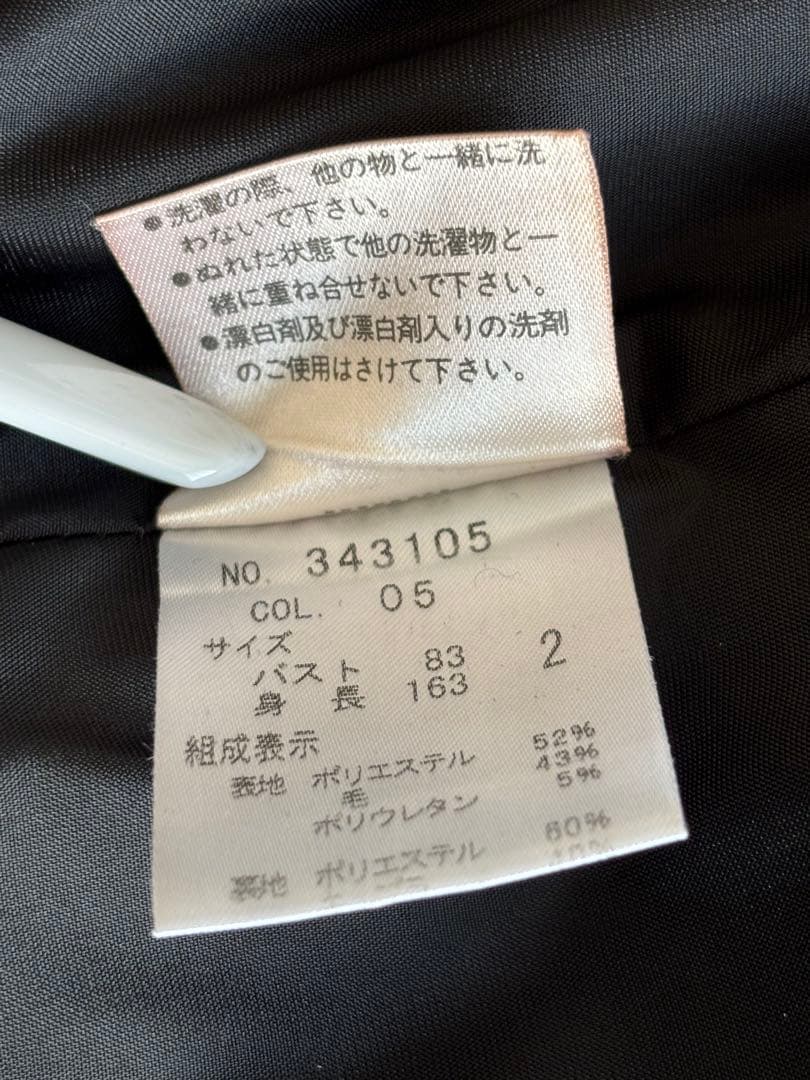 ●洗濯の際、他の物と一緒に洗
わないで下さい。
●ぬれた状態で他の洗濯物と一
緒に重ね合せないで下さい。
●漂白剤及び漂白剤入りの洗剤
のご使用はさけて下さい。
NO. 343105
COL. 05
サイズ 2
バスト 83
身長 163
組成表示
表地 ポリエステル 52%
毛 43%
ポリウレタン 5%
裏地 ポリエステル 60%